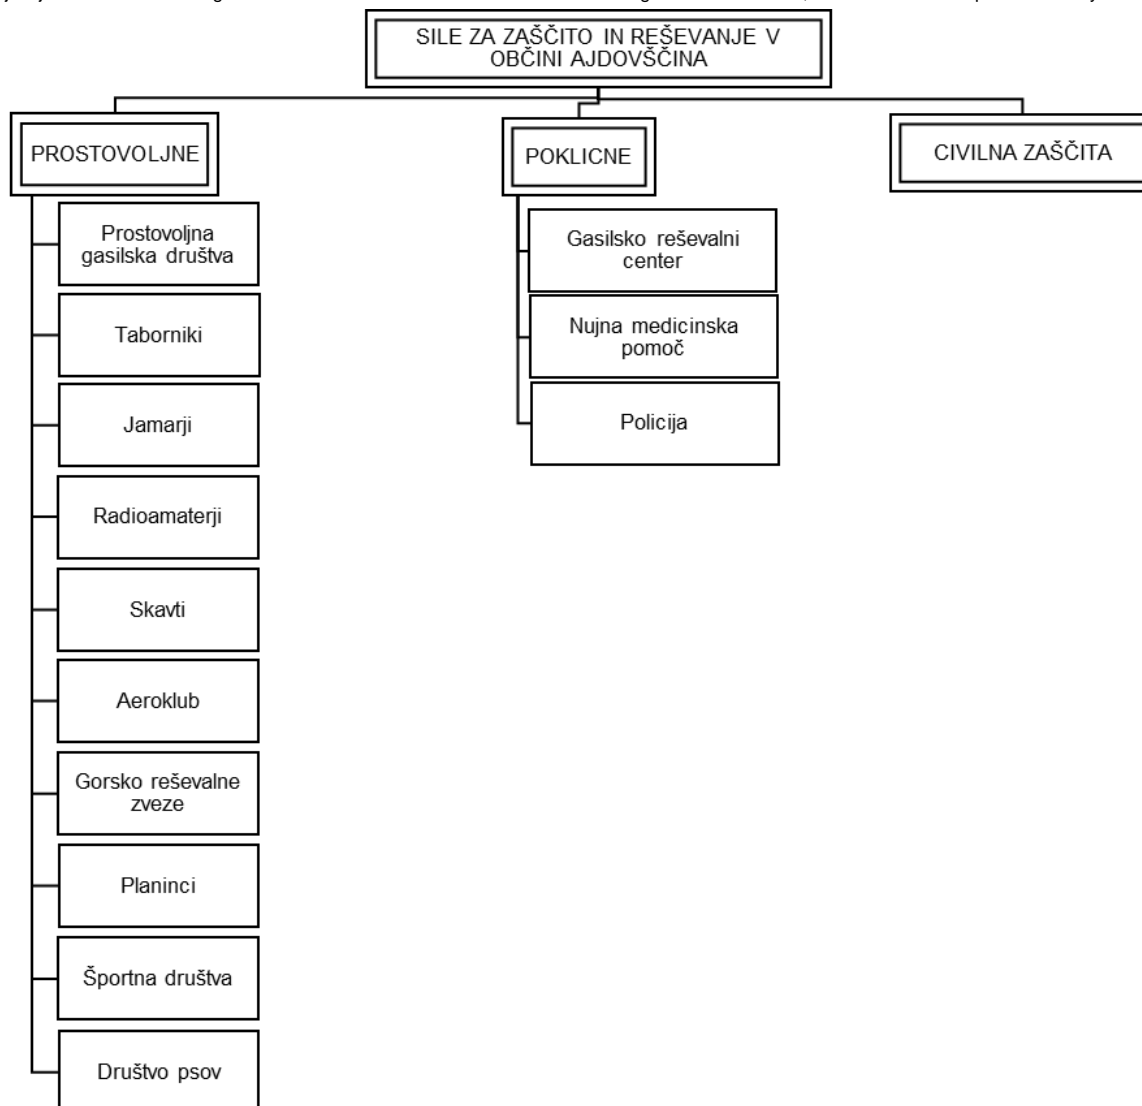 SILE ZA ZAŠČITO IN REŠEVANJE V
OBČINI AJDOVŠČINA
PROSTOVOLJNE
POKLICNE
CIVILNA ZAŠČITA
Prostovoljna
gasilska društva
Taborniki
Jamarji
Radioamaterji
Skavti
Aeroklub
Gorsko reševalne
zveze
Planinci
Športna društva
Društvo psov
Gasilsko reševalni
center
Nujna medicinska
pomoč
Policija